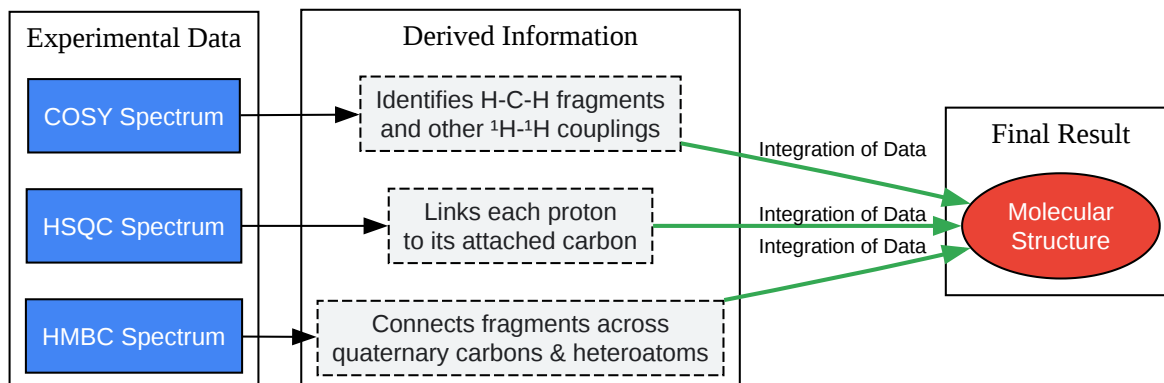 Experimental Data
COSY Spectrum
HSQC Spectrum
HMBC Spectrum
Derived Information
Identifies H-C-H fragments
and other ¹H-¹H couplings
Links each proton
to its attached carbon
Connects fragments across
quaternary carbons & heteroatoms
Integration of Data
Integration of Data
Integration of Data
Final Result
Molecular
Structure